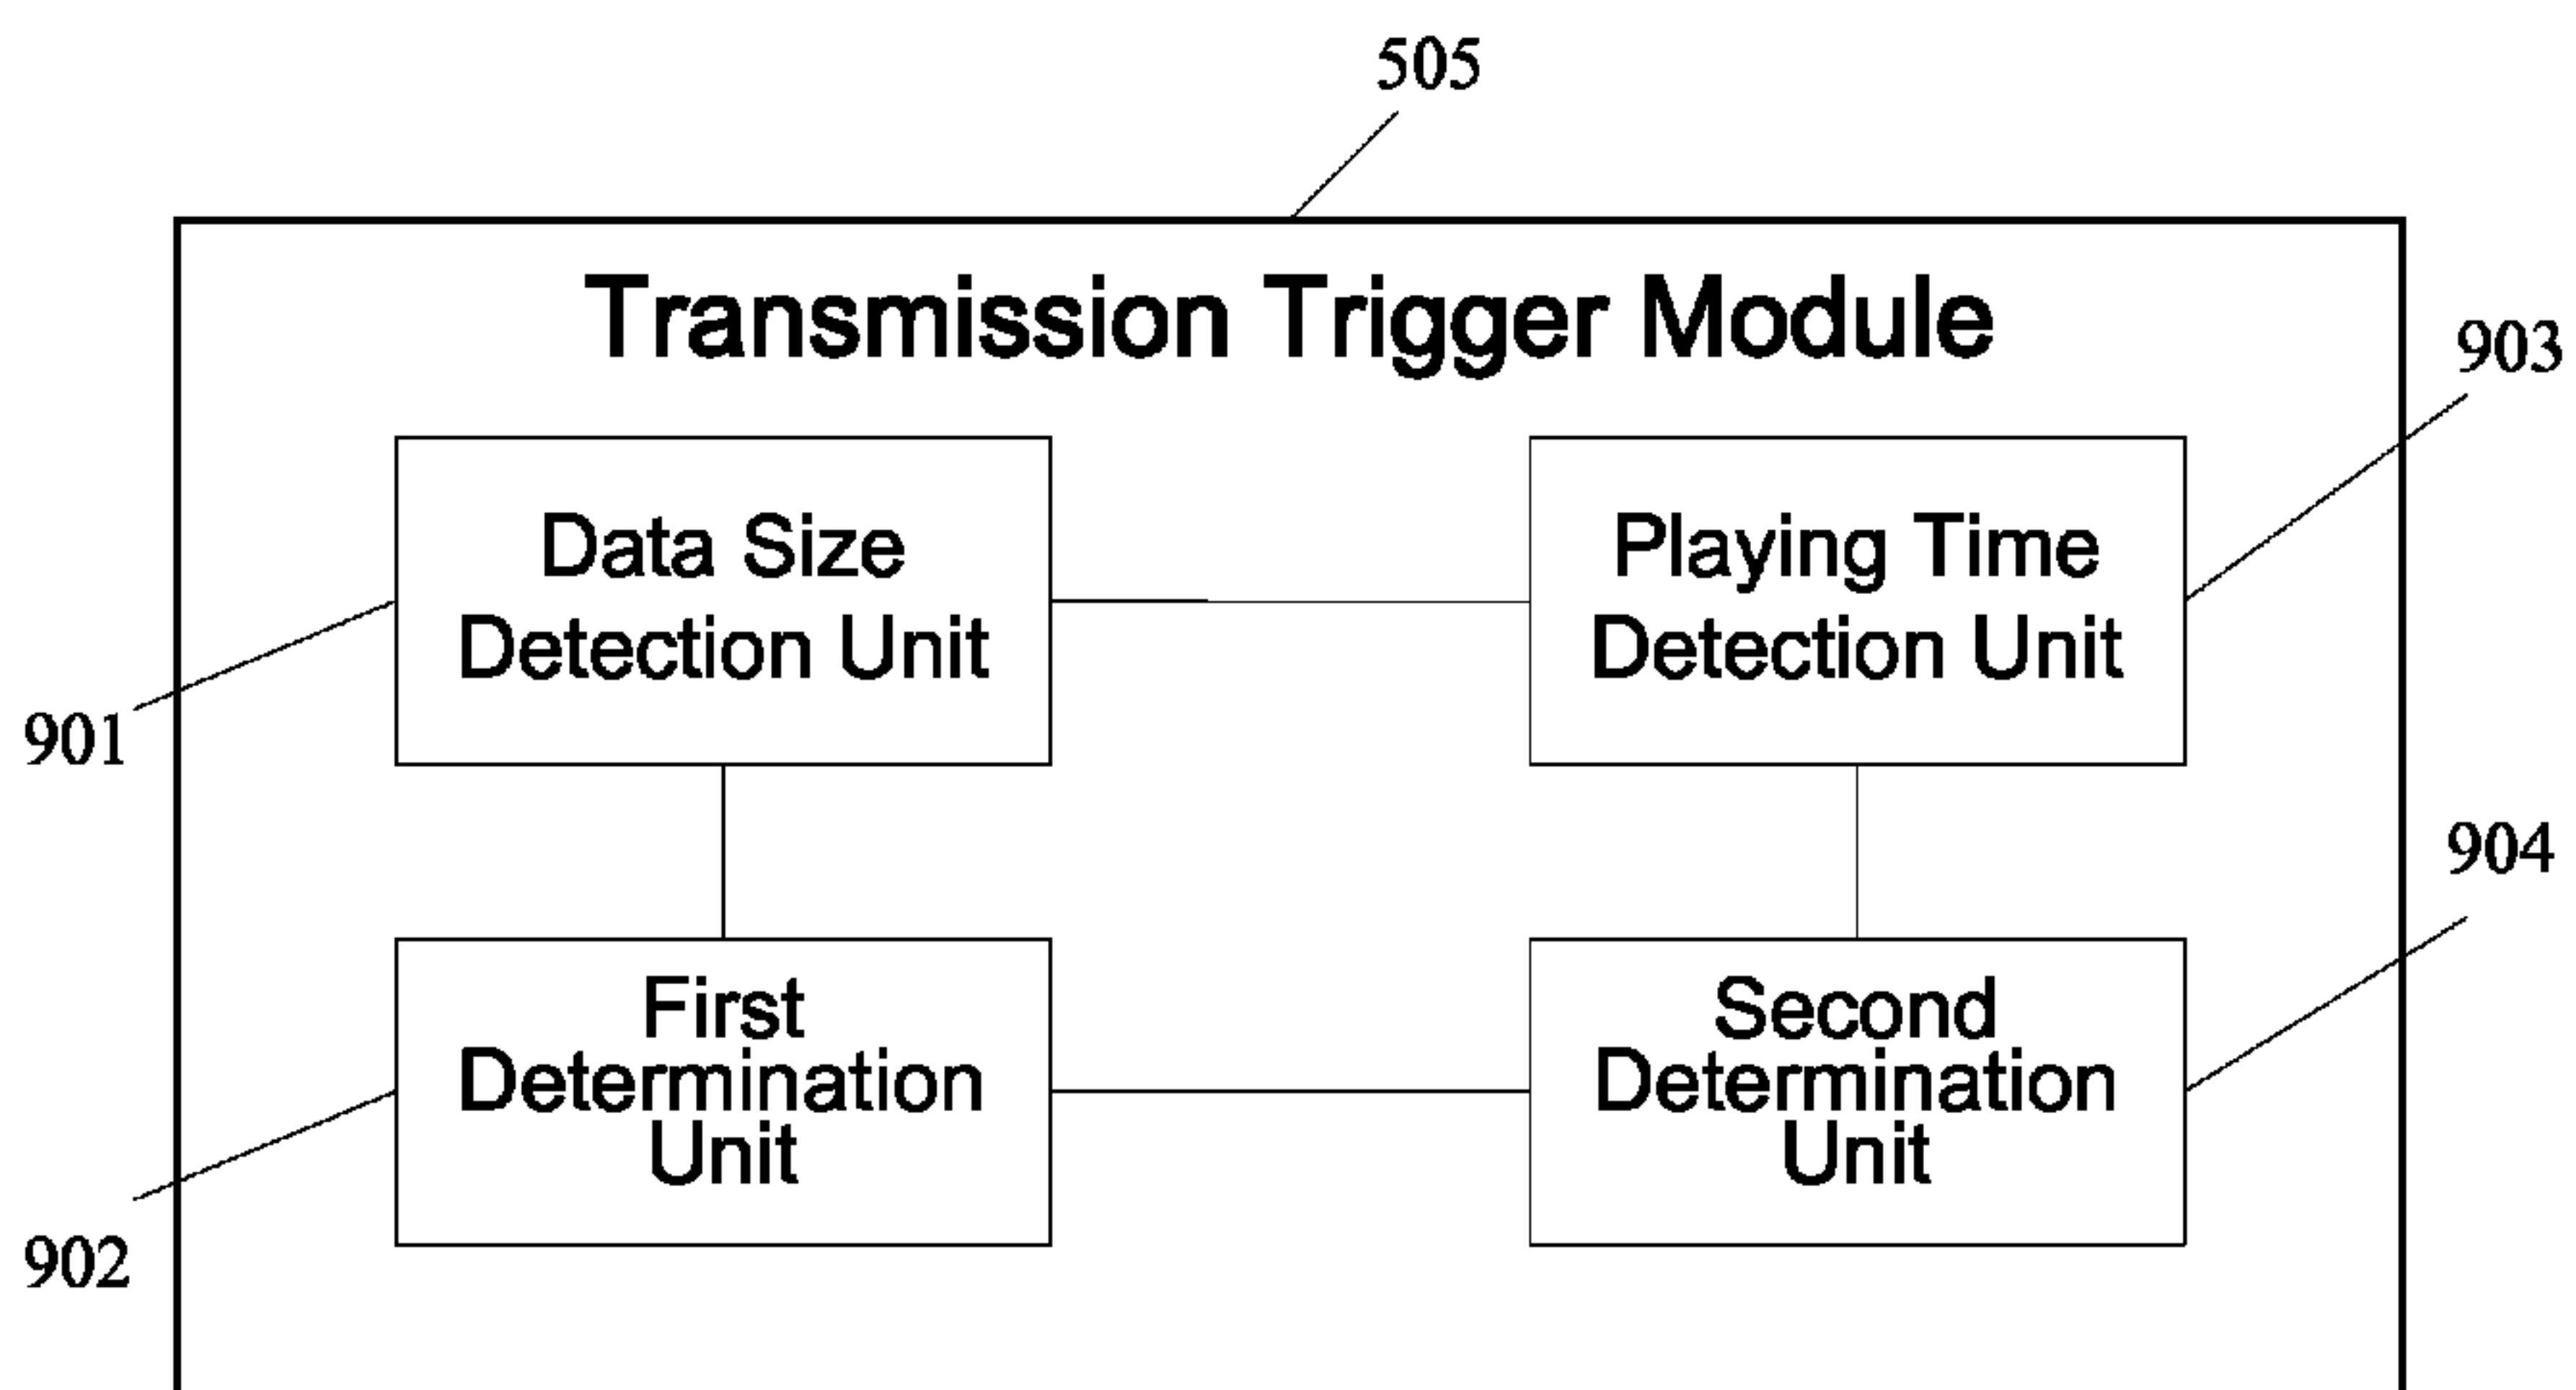 505
Transmission Trigger Module
903
Data Size
Detection Unit
Playing Time
Detection Unit
901
904
First
Determination
Unit
Second
Determination
Unit
902